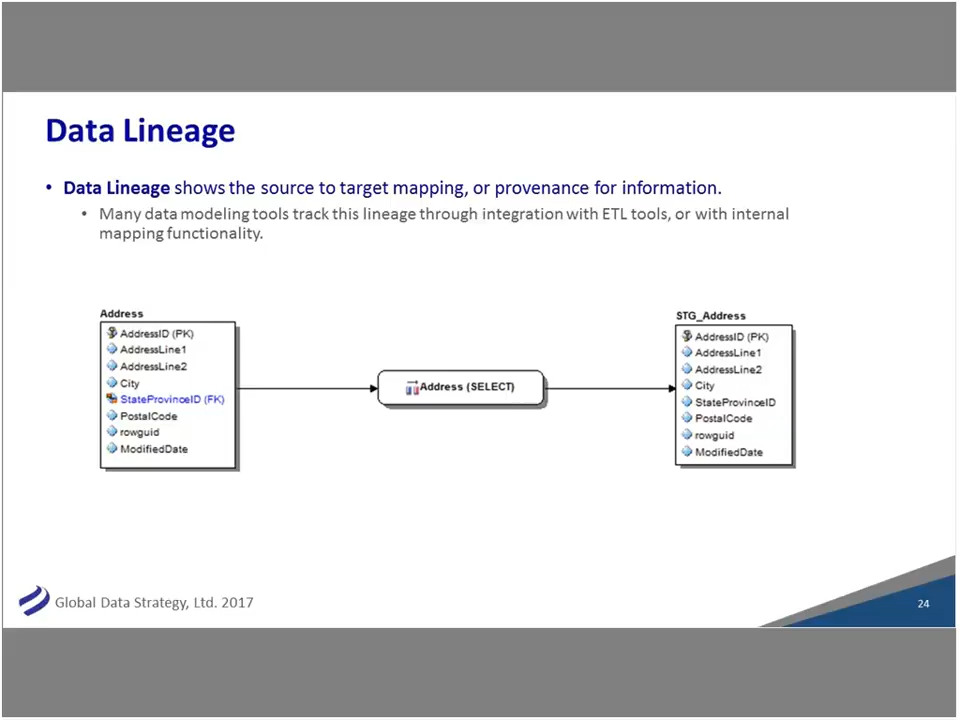 Data Lineage
• Data Lineage shows the source to target mapping, or provenance for information.
• Many data modeling tools track this lineage through integration with ETL tools, or with internal
mapping functionality.
Address
AddressID (PK)
AddressLine1
AddressLine2
City
StateProvinceID (FK)
PostalCode
rowguid
ModifiedDate
Address (SELECT)
STG_Address
AddressID (PK)
AddressLine1
AddressLine2
City
StateProvinceID
PostalCode
rowguid
ModifiedDate
Global Data Strategy, Ltd. 2017
24